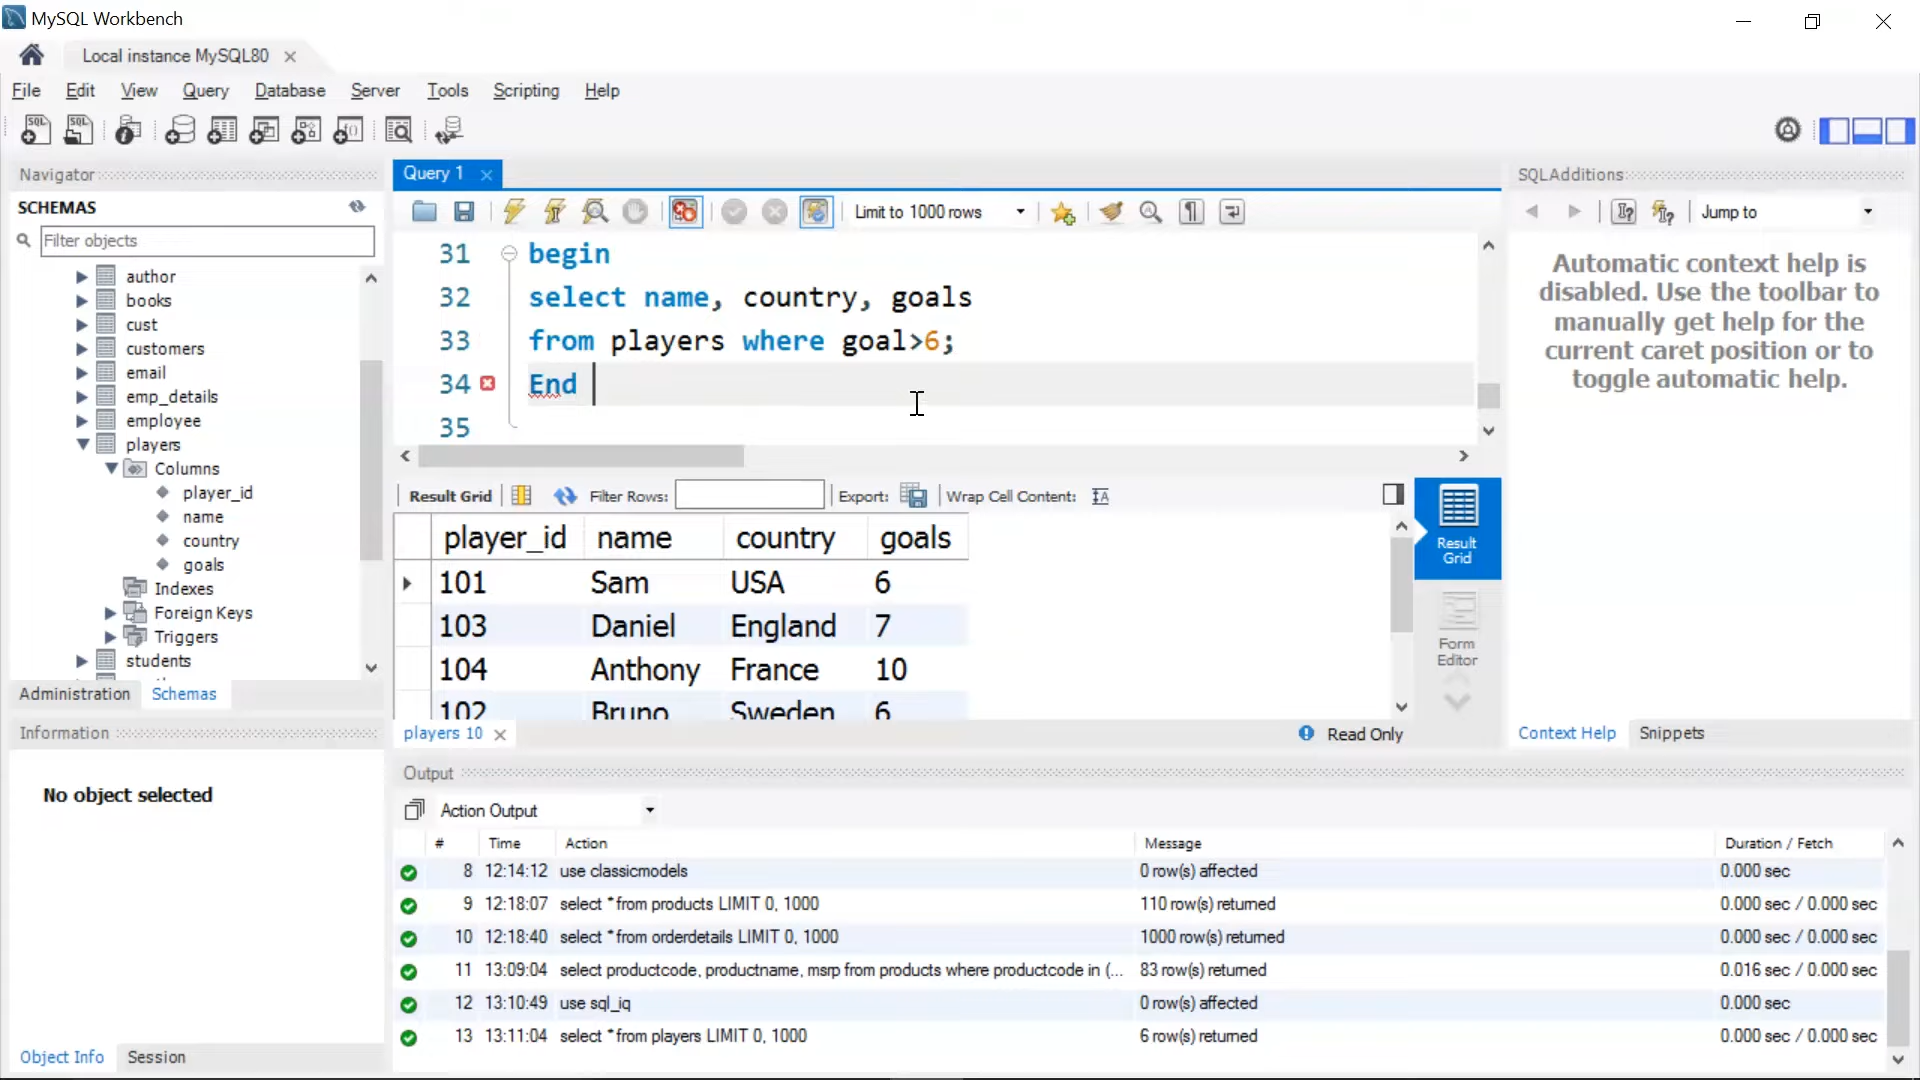 MySQL Workbench
Local instance MySQL80
File Edit View Query Database Server Tools Scripting Help
Navigator
SCHEMAS
Filter objects
author
books
cust
customers
email
emp_details
employee
players
Columns
player_id
name
country
goals
Indexes
Foreign Keys
Triggers
students
Administration Schemas
Information
No object selected
Object Info Session
Query 1
Limit to 1000 rows
31 begin
32 select name, country, goals
33 from players where goal>6;
34 End
35
Result Grid Filter Rows: Export: Wrap Cell Content:
player_id name country goals
101 Sam USA 6
103 Daniel England 7
104 Anthony France 10
102 Bruno Sweden 6
Result
Grid
Form
Editor
players 10
Read Only
SQLAdditions
Jump to
Automatic context help is
disabled. Use the toolbar to
manually get help for the
current caret position or to
toggle automatic help.
Context Help Snippets
Output
Action Output
# Time Action Message Duration / Fetch
8 12:14:12 use classicmodels 0 row(s) affected 0.000 sec
9 12:18:07 select * from products LIMIT 0, 1000 110 row(s) returned 0.000 sec / 0.000 sec
10 12:18:40 select * from orderdetails LIMIT 0, 1000 1000 row(s) returned 0.000 sec / 0.000 sec
11 13:09:04 select productcode, productname, msrp from products where productcode in (... 83 row(s) returned 0.016 sec / 0.000 sec
12 13:10:49 use sql_iq 0 row(s) affected 0.000 sec
13 13:11:04 select * from players LIMIT 0, 1000 6 row(s) returned 0.000 sec / 0.000 sec